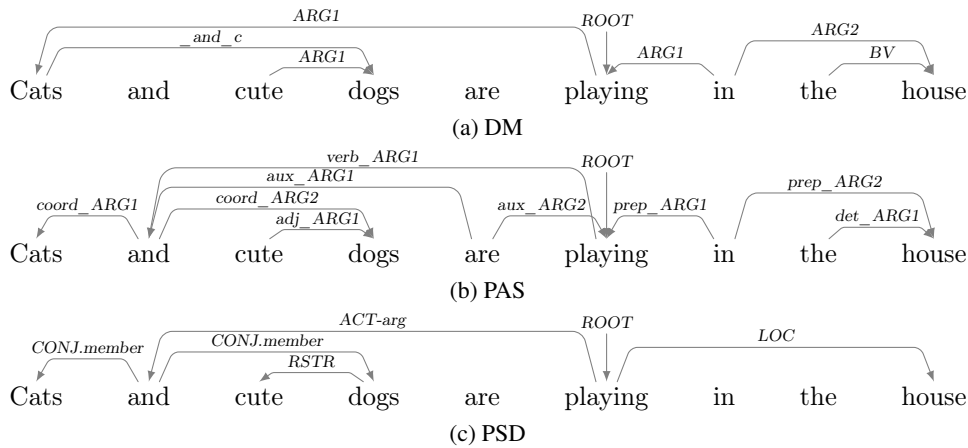 ARG1 ROOT
_and_c ARG2
ARG1 ARG1 BV
Cats and cute dogs are playing in the house
(a) DM
verb_ARG1 ROOT
aux_ARG1
coord_ARG1 coord_ARG2 aux_ARG2 prep_ARG1 prep_ARG2
adj_ARG1 det_ARG1
Cats and cute dogs are playing in the house
(b) PAS
ACT-arg ROOT
CONJ.member CONJ.member LOC
RSTR
Cats and cute dogs are playing in the house
(c) PSD